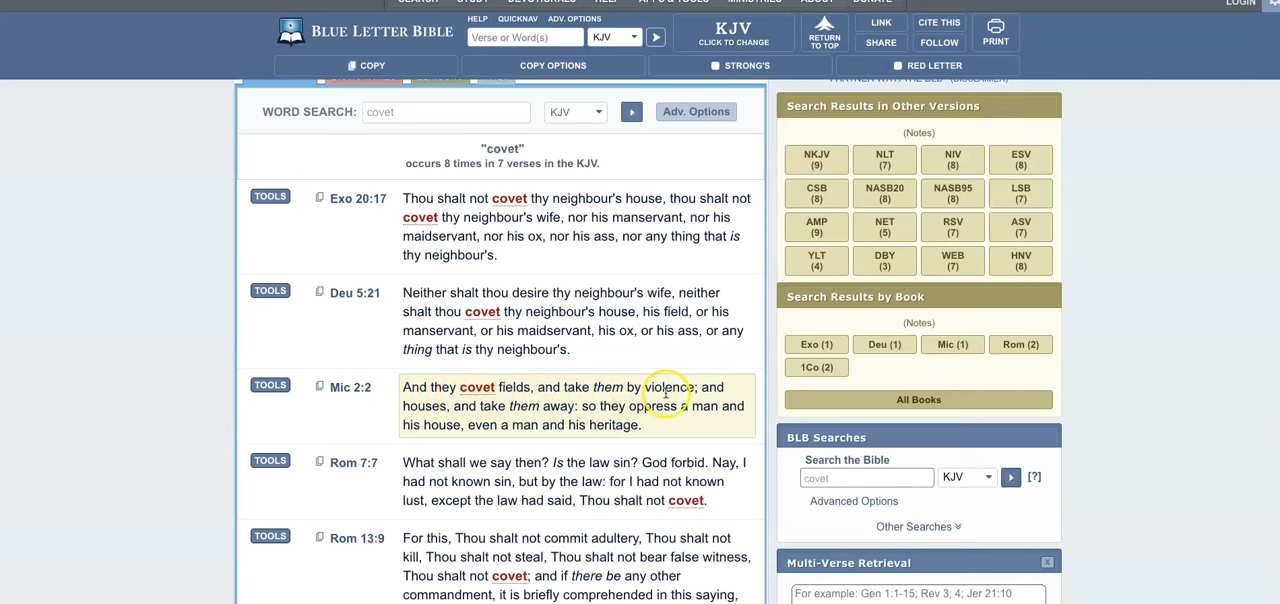 SEARCH STUDY DEVOTIONALS HELP APPS & TOOLS MINISTRIES ABOUT DONATE LOGIN
HELP QUICKNAV ADV. OPTIONS
BLUE LETTER BIBLE
Verse or Word(s) KJV
KJV
CLICK TO CHANGE
RETURN
TO TOP
LINK CITE THIS
SHARE FOLLOW
PRINT
COPY COPY OPTIONS STRONG'S RED LETTER
PARTNER WITH THE BLB (DISCLAIMER)
WORD SEARCH: covet KJV Adv. Options
"covet"
occurs 8 times in 7 verses in the KJV.
TOOLS Exo 20:17 Thou shalt not covet thy neighbour's house, thou shalt not
covet thy neighbour's wife, nor his manservant, nor his
maidservant, nor his ox, nor his ass, nor any thing that is
thy neighbour's.
TOOLS Deu 5:21 Neither shalt thou desire thy neighbour's wife, neither
shalt thou covet thy neighbour's house, his field, or his
manservant, or his maidservant, his ox, or his ass, or any
thing that is thy neighbour's.
TOOLS Mic 2:2 And they covet fields, and take them by violence; and
houses, and take them away: so they oppress a man and
his house, even a man and his heritage.
TOOLS Rom 7:7 What shall we say then? Is the law sin? God forbid. Nay, I
had not known sin, but by the law: for I had not known
lust, except the law had said, Thou shalt not covet.
TOOLS Rom 13:9 For this, Thou shalt not commit adultery, Thou shalt not
kill, Thou shalt not steal, Thou shalt not bear false witness,
Thou shalt not covet; and if there be any other
commandment, it is briefly comprehended in this saying,
Search Results in Other Versions
(Notes)
NKJV NLT NIV ESV
(9) (7) (8) (8)
CSB NASB20 NASB95 LSB
(8) (8) (8) (7)
AMP NET RSV ASV
(9) (5) (7) (7)
YLT DBY WEB HNV
(4) (3) (7) (8)
Search Results by Book
(Notes)
Exo (1) Deu (1) Mic (1) Rom (2)
1Co (2)
All Books
BLB Searches
Search the Bible
covet KJV [?]
Advanced Options
Other Searches
Multi-Verse Retrieval x
For example: Gen 1:1-15; Rev 3; 4; Jer 21:10